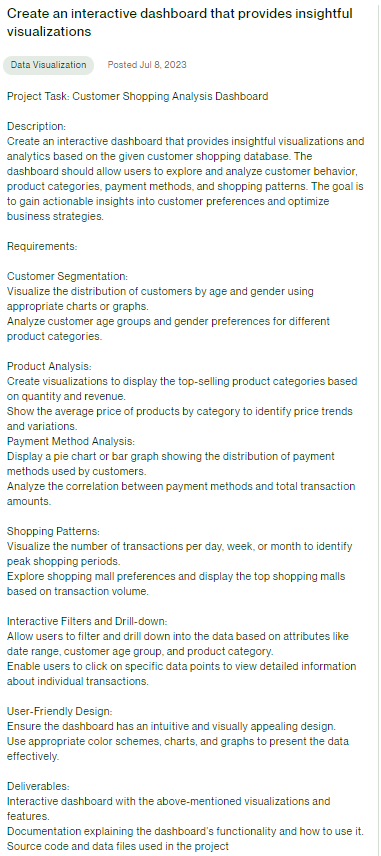 Create an interactive dashboard that provides insightful
visualizations
Data Visualization Posted Jul 8, 2023
Project Task: Customer Shopping Analysis Dashboard
Description:
Create an interactive dashboard that provides insightful visualizations and
analytics based on the given customer shopping database. The
dashboard should allow users to explore and analyze customer behavior,
product categories, payment methods, and shopping patterns. The goal is
to gain actionable insights into customer preferences and optimize
business strategies.
Requirements:
Customer Segmentation:
Visualize the distribution of customers by age and gender using
appropriate charts or graphs.
Analyze customer age groups and gender preferences for different
product categories.
Product Analysis:
Create visualizations to display the top-selling product categories based
on quantity and revenue.
Show the average price of products by category to identify price trends
and variations.
Payment Method Analysis:
Display a pie chart or bar graph showing the distribution of payment
methods used by customers.
Analyze the correlation between payment methods and total transaction
amounts.
Shopping Patterns:
Visualize the number of transactions per day, week, or month to identify
peak shopping periods.
Explore shopping mall preferences and display the top shopping malls
based on transaction volume.
Interactive Filters and Drill-down:
Allow users to filter and drill down into the data based on attributes like
date range, customer age group, and product category.
Enable users to click on specific data points to view detailed information
about individual transactions.
User-Friendly Design:
Ensure the dashboard has an intuitive and visually appealing design.
Use appropriate color schemes, charts, and graphs to present the data
effectively.
Deliverables:
Interactive dashboard with the above-mentioned visualizations and
features.
Documentation explaining the dashboard's functionality and how to use it.
Source code and data files used in the project